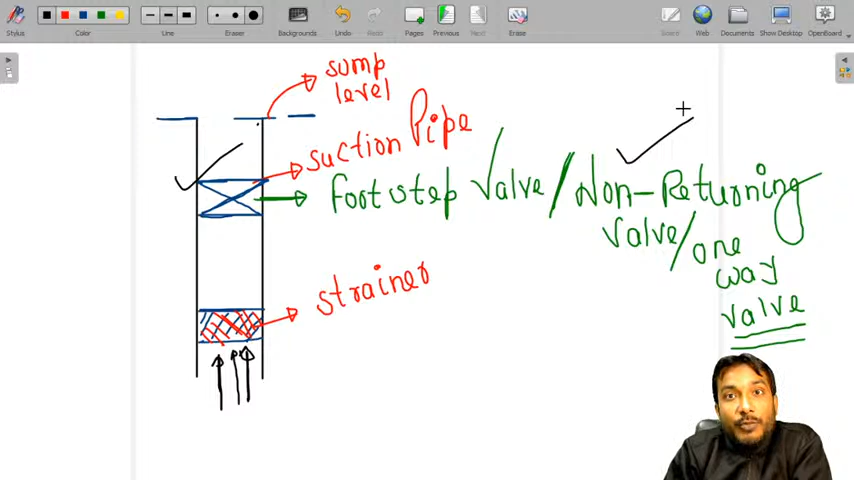 Stylus
Color
Line
Eraser
Backgrounds
Undo
Redo
Pages
Previous
Next
Erase
Insert
Web
Documents
Show Desktop
OpenBoard
sump
level
suction Pipe
foot step Valve / Non-Returning
valve / one
way
valve
strainer